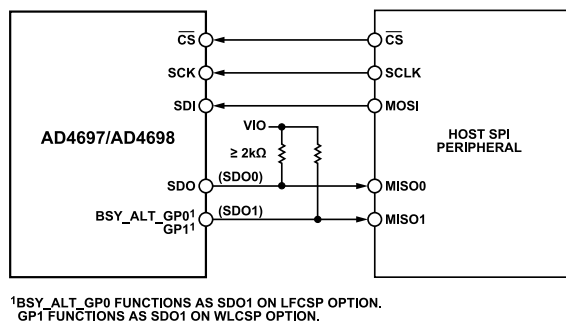 CS
SCK
SDI
AD4697/AD4698
VIO
≥ 2kΩ
SDO
(SDO0)
BSY_ALT_GP0¹
GP1¹
(SDO1)
CS
SCLK
MOSI
HOST SPI
PERIPHERAL
MISO0
MISO1
¹BSY_ALT_GP0 FUNCTIONS AS SDO1 ON LFCSP OPTION.
GP1 FUNCTIONS AS SDO1 ON WLCSP OPTION.